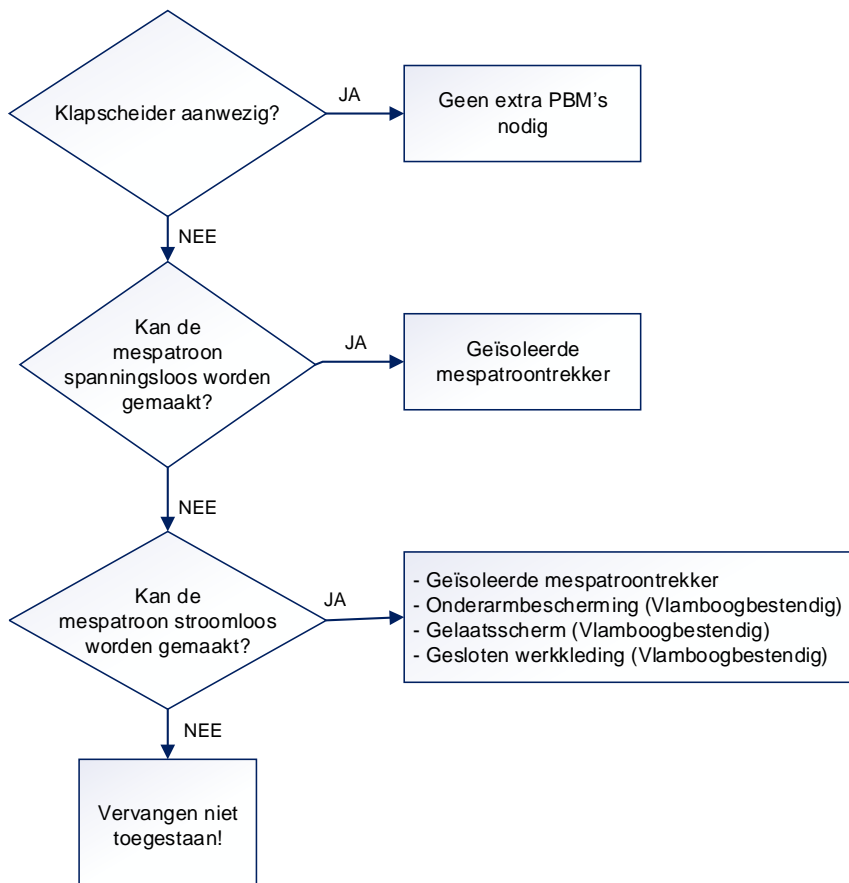 Klapscheider aanwezig?
JA
Geen extra PBM's
nodig
NEE
Kan de
mespatroon
spanningsloos worden
gemaakt?
JA
Geïsoleerde
mespatroontrekker
NEE
Kan de
mespatroon stroomloos
worden gemaakt?
JA
- Geïsoleerde mespatroontrekker
- Onderarmbescherming (Vlamboogbestendig)
- Gelaatsscherm (Vlamboogbestendig)
- Gesloten werkkleding (Vlamboogbestendig)
NEE
Vervangen niet
toegestaan!